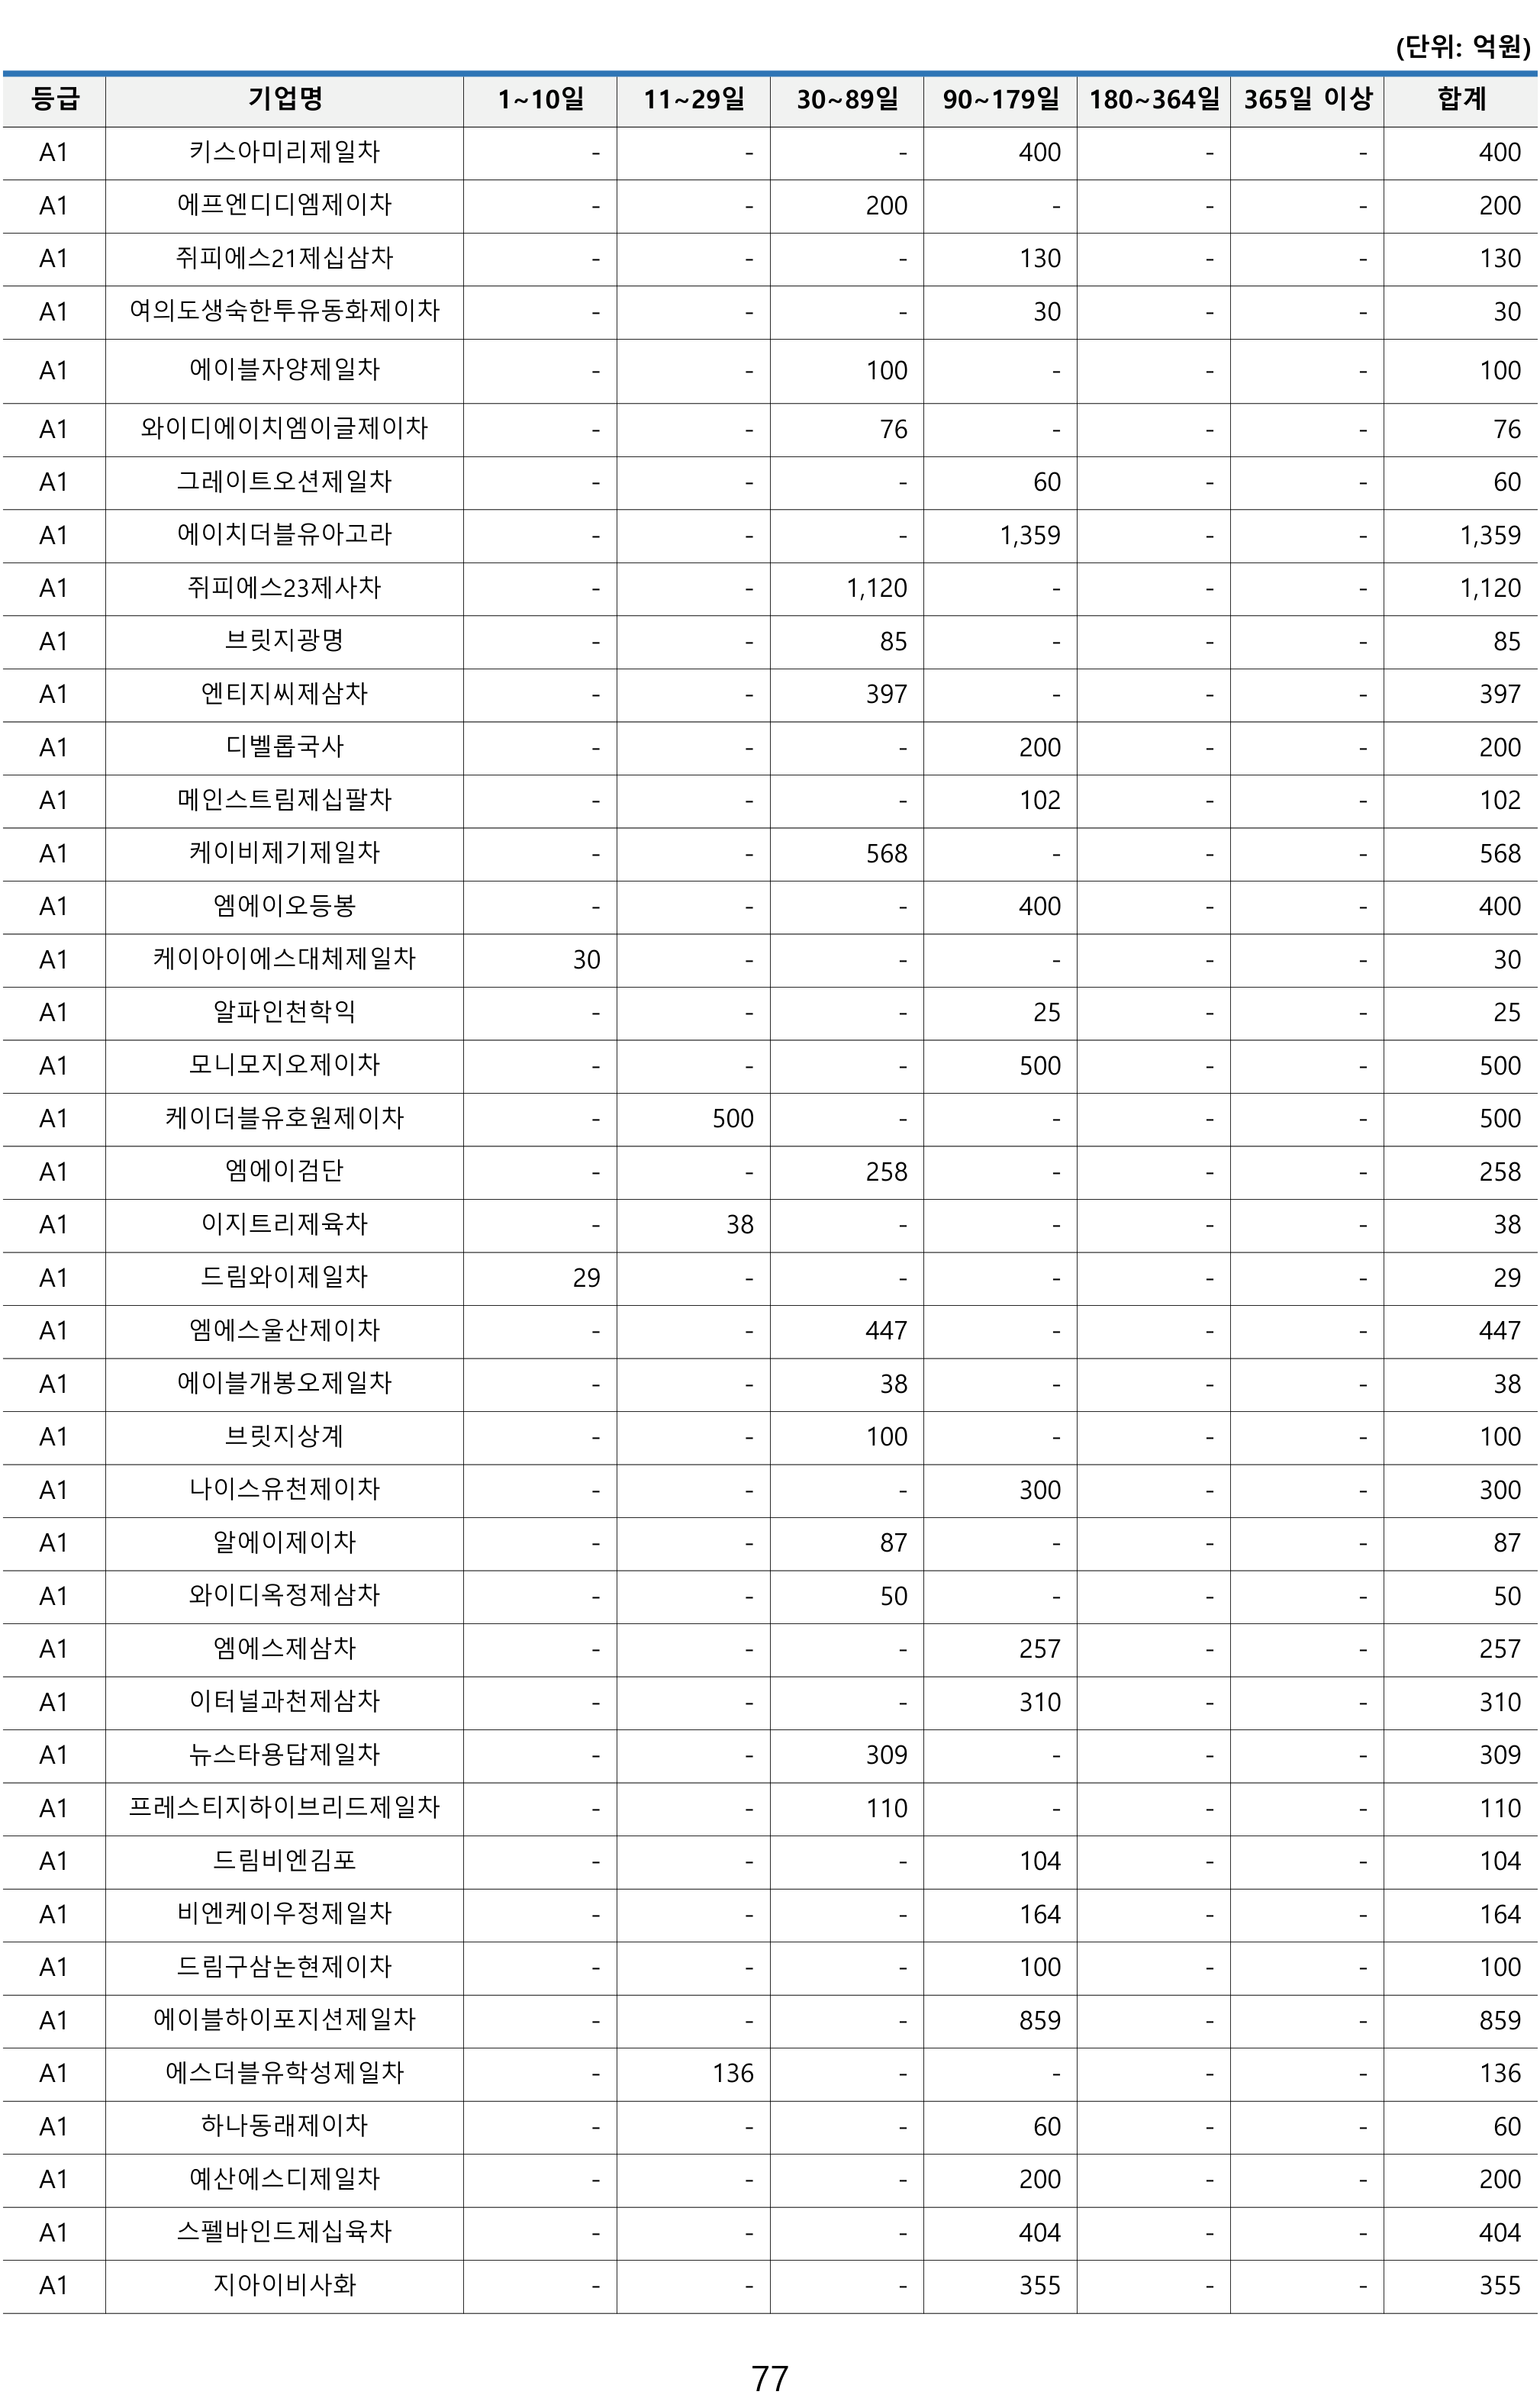 (단위: 억원)
등급 기업명 1~10일 11~29일 30~89일 90~179일 180~364일 365일 이상 합계
A1 키스아미리제일차 - - - 400 - - 400
A1 에프엔디디엠제이차 - - 200 - - - 200
A1 쥐피에스21제십삼차 - - - 130 - - 130
A1 여의도생숙한투유동화제이차 - - - 30 - - 30
A1 에이블자양제일차 - - 100 - - - 100
A1 와이디에이치엠이글제이차 - - 76 - - - 76
A1 그레이트오션제일차 - - - 60 - - 60
A1 에이치더블유아고라 - - - 1,359 - - 1,359
A1 쥐피에스23제사차 - - 1,120 - - - 1,120
A1 브릿지광명 - - 85 - - - 85
A1 엔티지씨제삼차 - - 397 - - - 397
A1 디벨롭국사 - - - 200 - - 200
A1 메인스트림제십팔차 - - - 102 - - 102
A1 케이비제기제일차 - - 568 - - - 568
A1 엠에이오등봉 - - - 400 - - 400
A1 케이아이에스대체제일차 30 - - - - - 30
A1 알파인천학익 - - - 25 - - 25
A1 모니모지오제이차 - - - 500 - - 500
A1 케이더블유호원제이차 - 500 - - - - 500
A1 엠에이검단 - - 258 - - - 258
A1 이지트리제육차 - 38 - - - - 38
A1 드림와이제일차 29 - - - - - 29
A1 엠에스울산제이차 - - 447 - - - 447
A1 에이블개봉오제일차 - - 38 - - - 38
A1 브릿지상계 - - 100 - - - 100
A1 나이스유천제이차 - - - 300 - - 300
A1 알에이제이차 - - 87 - - - 87
A1 와이디옥정제삼차 - - 50 - - - 50
A1 엠에스제삼차 - - - 257 - - 257
A1 이터널과천제삼차 - - - 310 - - 310
A1 뉴스타용답제일차 - - 309 - - - 309
A1 프레스티지하이브리드제일차 - - 110 - - - 110
A1 드림비엔김포 - - - 104 - - 104
A1 비엔케이우정제일차 - - - 164 - - 164
A1 드림구삼논현제이차 - - - 100 - - 100
A1 에이블하이포지션제일차 - - - 859 - - 859
A1 에스더블유학성제일차 - 136 - - - - 136
A1 하나동래제이차 - - - 60 - - 60
A1 예산에스디제일차 - - - 200 - - 200
A1 스펠바인드제십육차 - - - 404 - - 404
A1 지아이비사화 - - - 355 - - 355
77